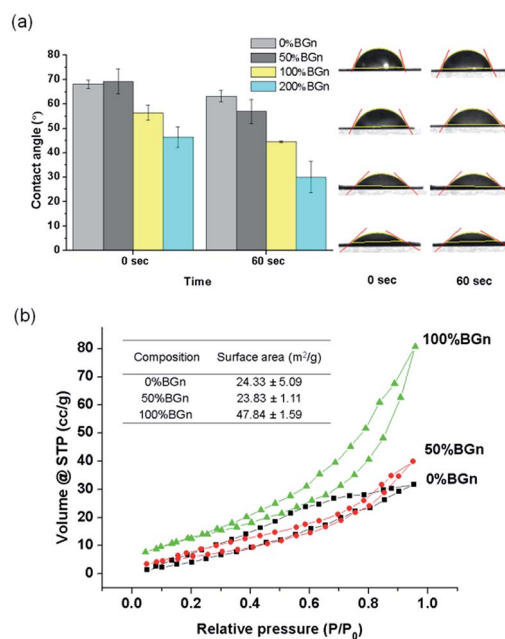 (a)
0%BGn
50%BGn
100%BGn
200%BGn
80
70
60
50
40
30
20
10
0
Contact angle (°)
0 sec
60 sec
Time
0 sec
60 sec
(b)
100%BGn
50%BGn
0%BGn
Composition Surface area (m²/g)
0%BGn 24.33 ± 5.09
50%BGn 23.83 ± 1.11
100%BGn 47.84 ± 1.59
90
80
70
60
50
40
30
20
10
0
Volume @ STP (cc/g)
0.0 0.2 0.4 0.6 0.8 1.0
Relative pressure (P/P₀)